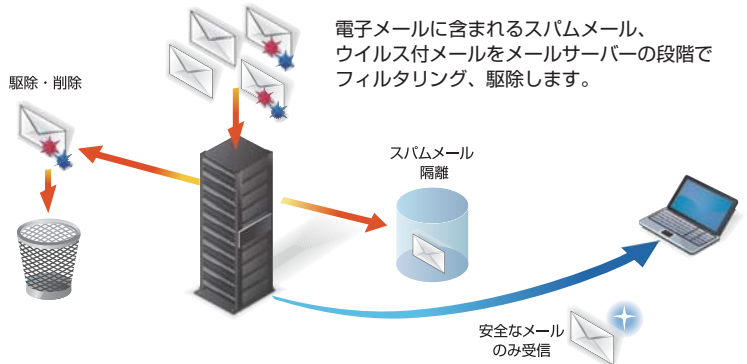 電子メールに含まれるスパムメール、
ウイルス付メールをメールサーバーの段階で
フィルタリング、駆除します。
駆除・削除
スパムメール
隔離
安全なメール
のみ受信